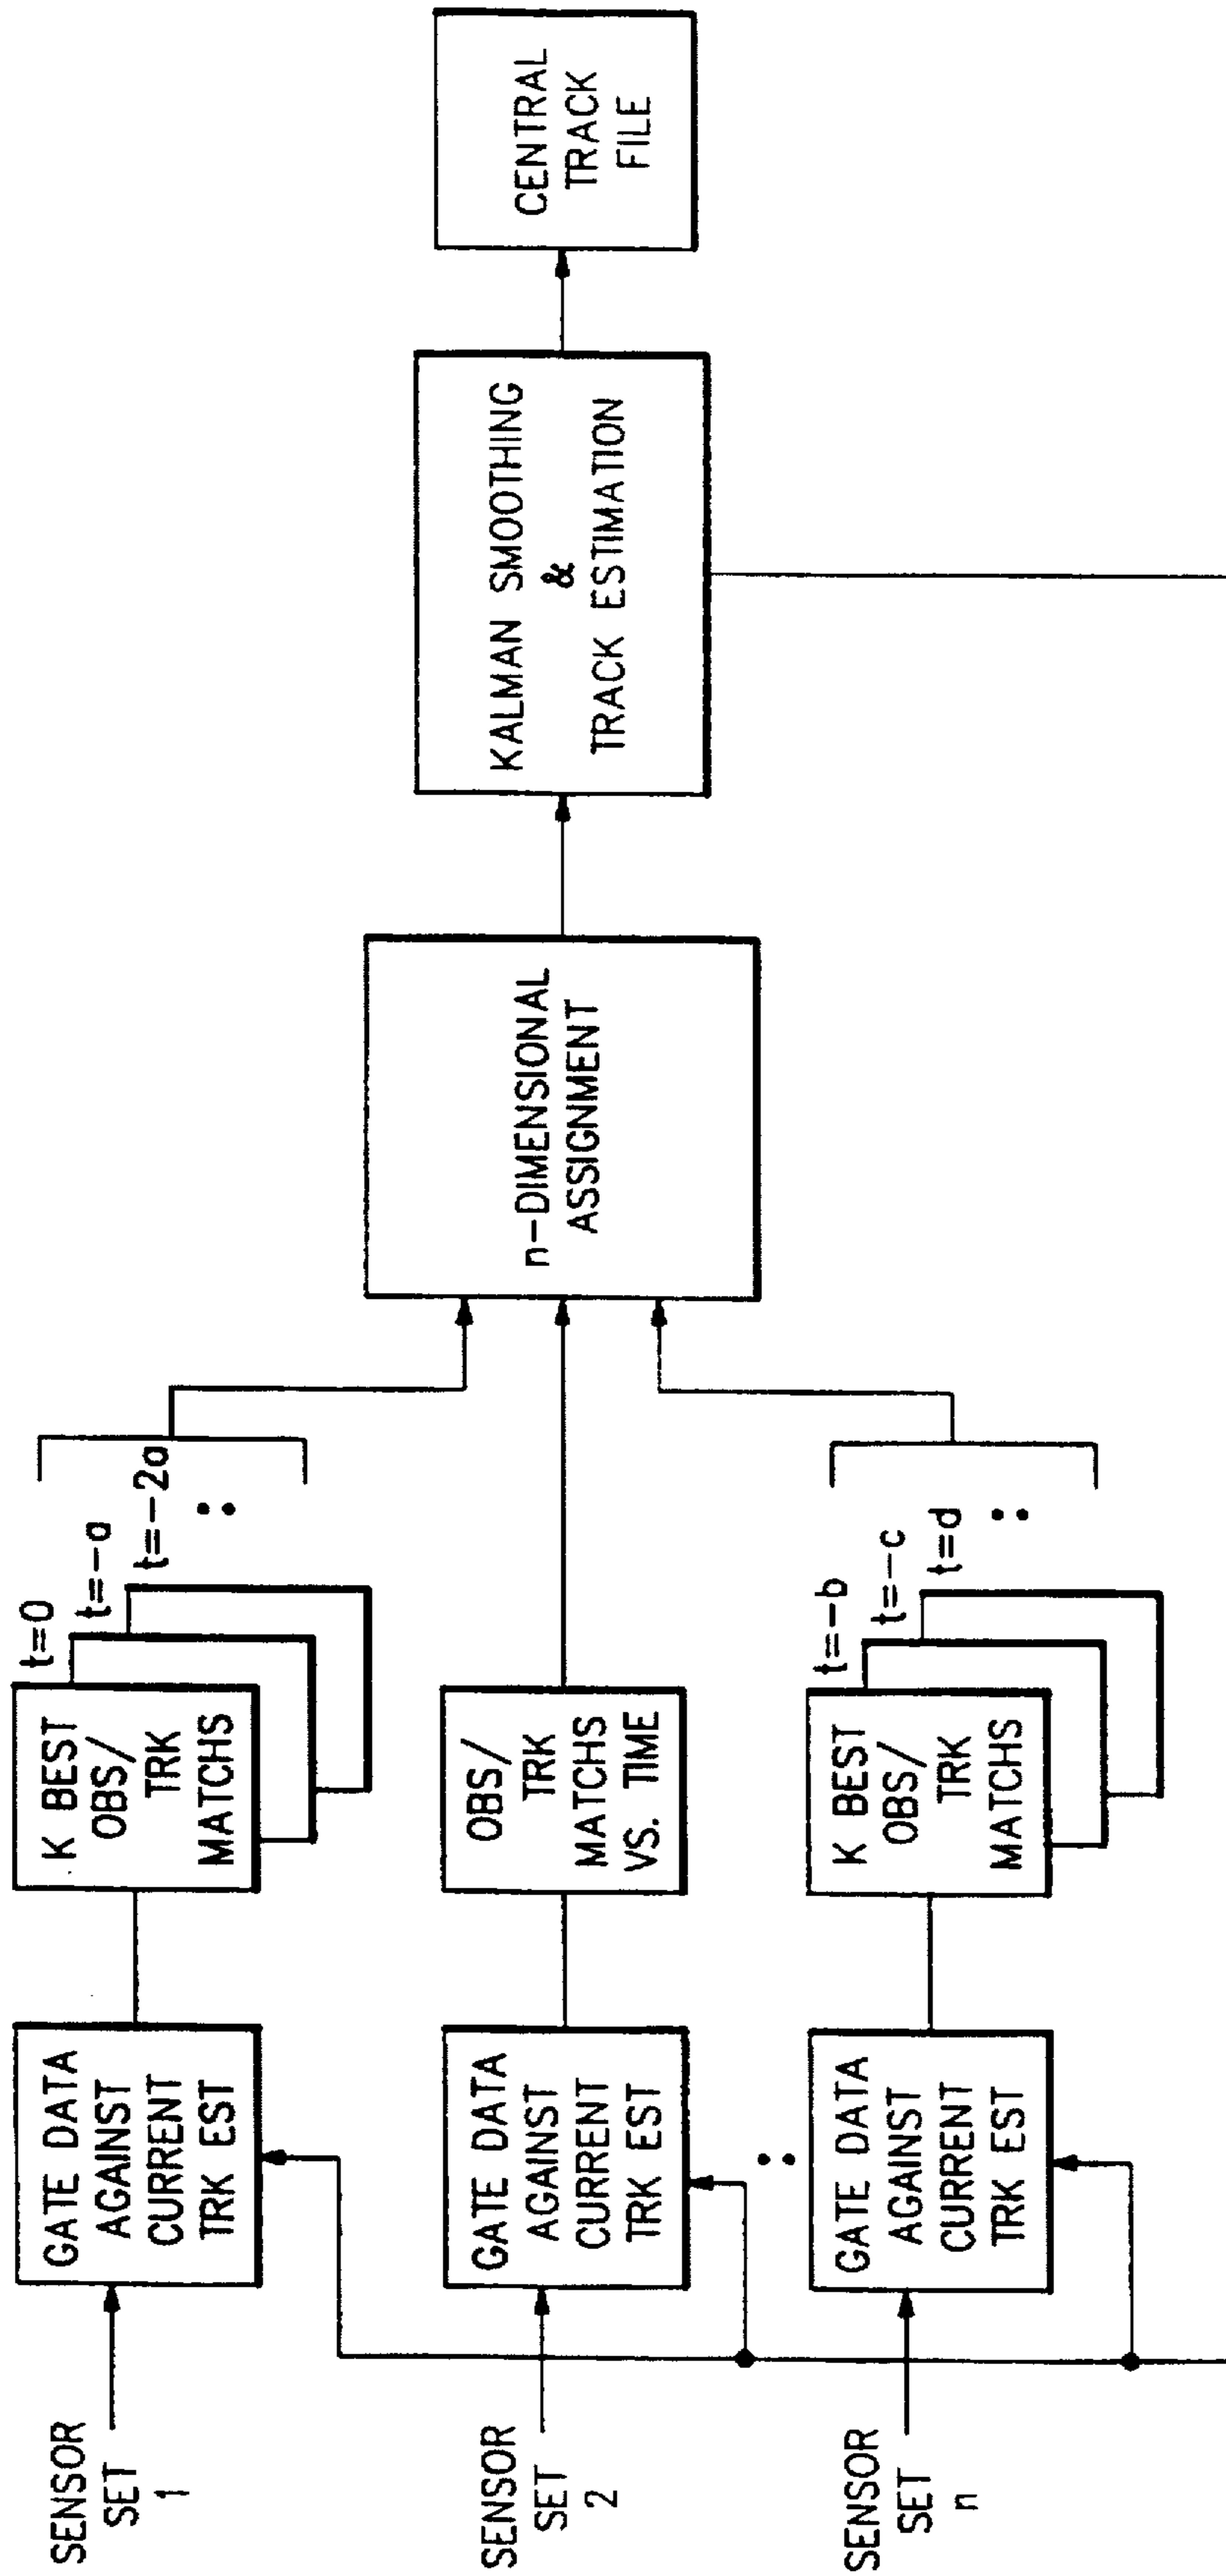 SENSOR
SET
1
GATE DATA
AGAINST
CURRENT
TRK EST
K BEST
OBS/
TRK
MATCHS
t=0
t=-a
t=-2a
SENSOR
SET
2
GATE DATA
AGAINST
CURRENT
TRK EST
OBS/
TRK
MATCHS
VS. TIME
SENSOR
SET
n
GATE DATA
AGAINST
CURRENT
TRK EST
K BEST
OBS/
TRK
MATCHS
t=-b
t=-c
t=d
n-DIMENSIONAL
ASSIGNMENT
KALMAN SMOOTHING
&
TRACK ESTIMATION
CENTRAL
TRACK
FILE